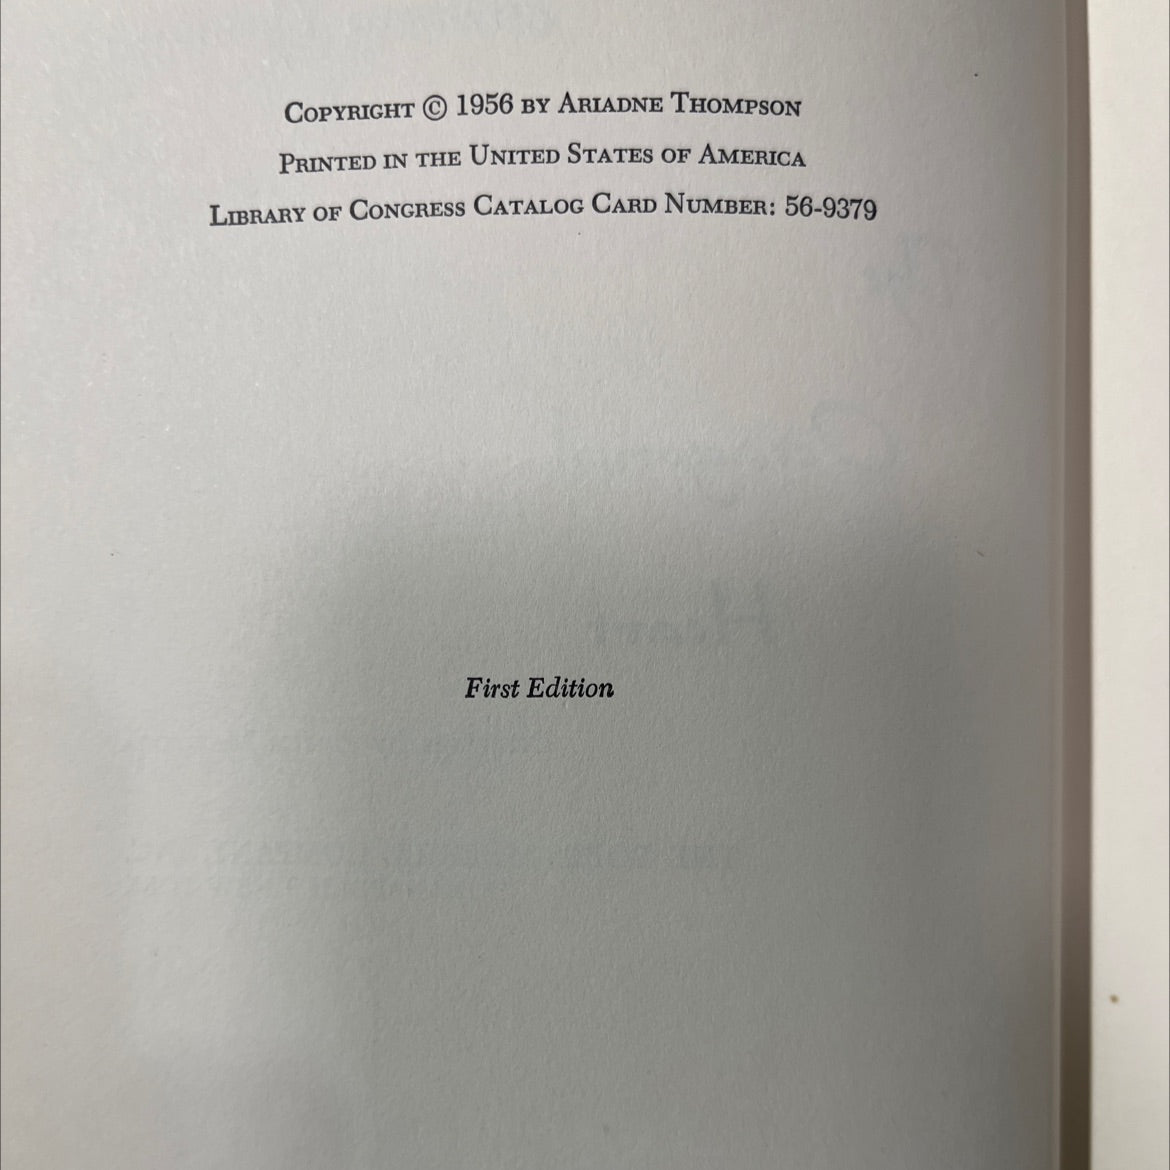 Copyright © 1956 by Ariadne Thompson
Printed in the United States of America
Library of Congress Catalog Card Number: 56-9379
First Edition